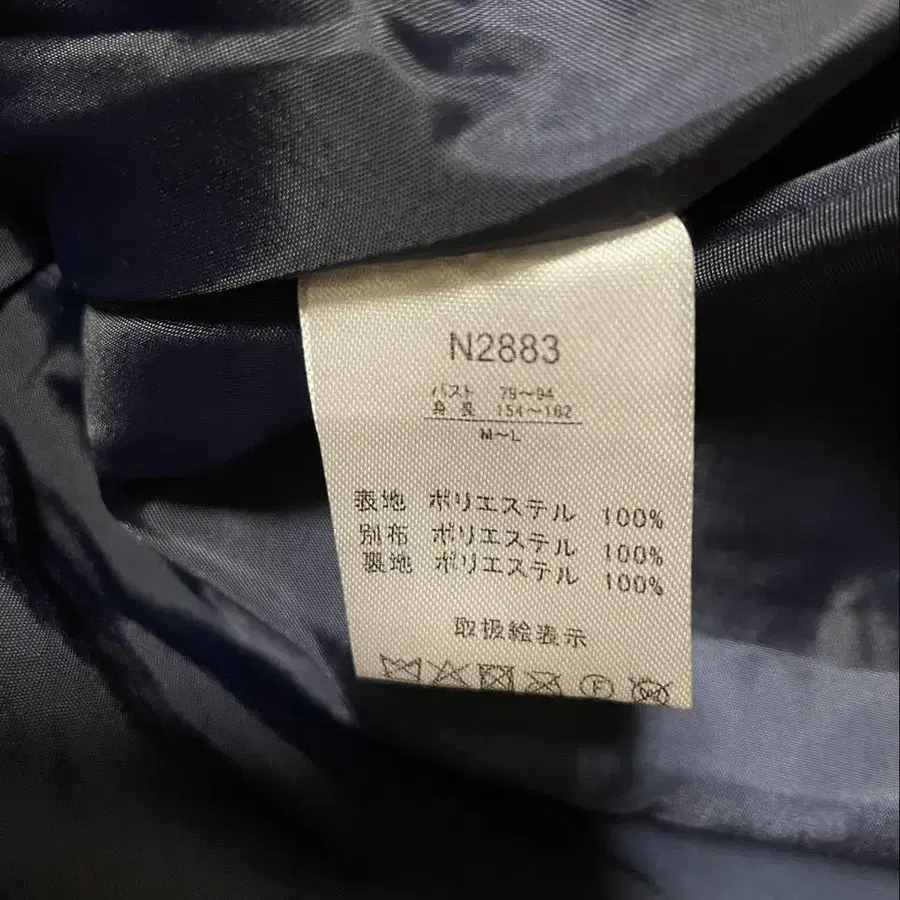 N2883
バスト 79～94
身長 154～162
M～L
表地 ポリエステル 100%
別布 ポリエステル 100%
裏地 ポリエステル 100%
取扱絵表示
F